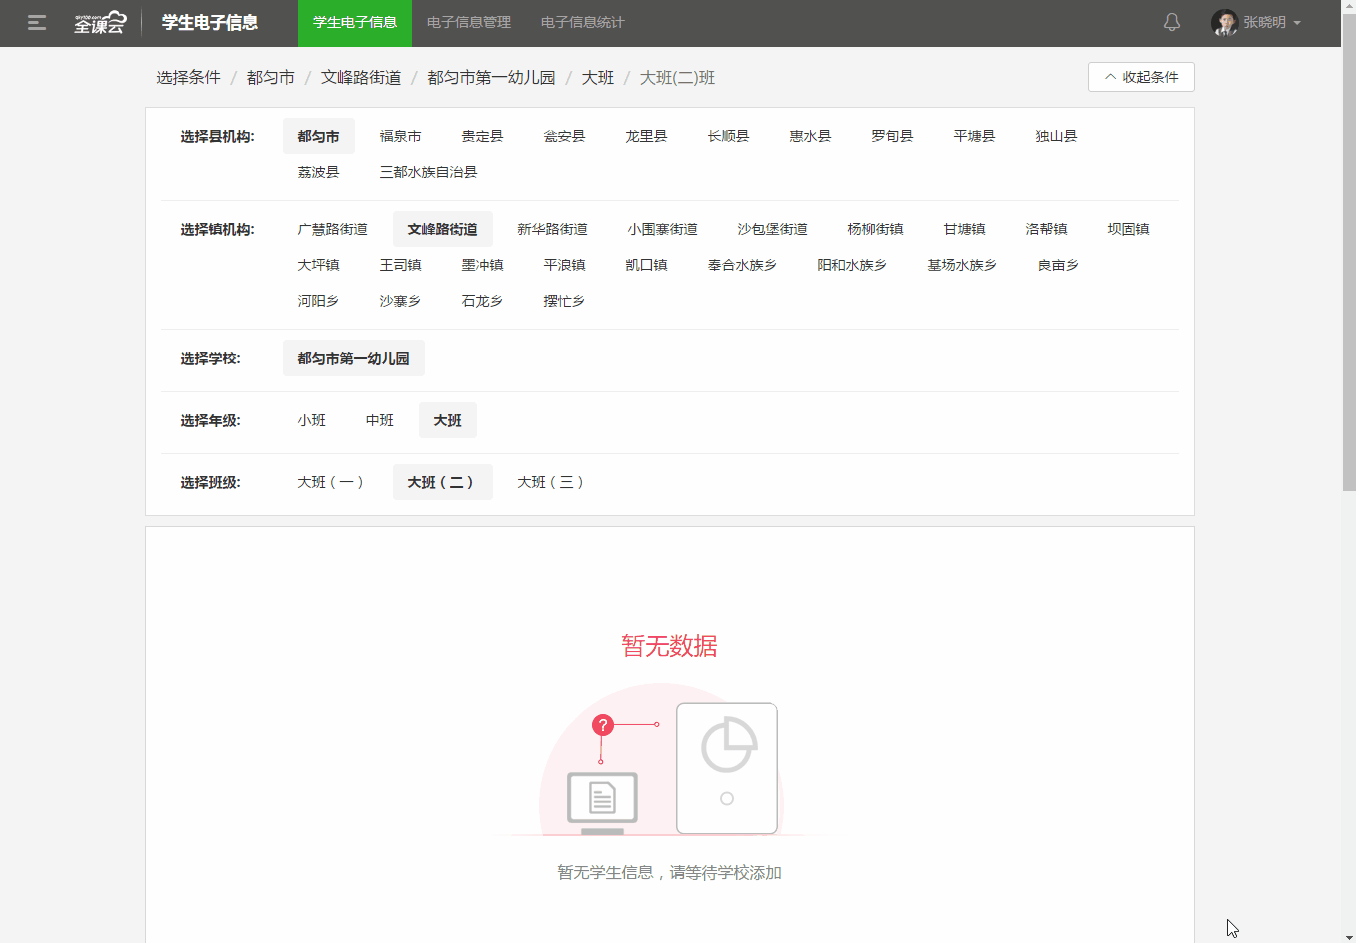 qky100.com
全课云
学生电子信息
学生电子信息 电子信息管理 电子信息统计
张晓明
选择条件 / 都匀市 / 文峰路街道 / 都匀市第一幼儿园 / 大班 / 大班(二)班
收起条件
选择县机构: 都匀市 福泉市 贵定县 瓮安县 龙里县 长顺县 惠水县 罗甸县 平塘县 独山县
荔波县 三都水族自治县
选择镇机构: 广慧路街道 文峰路街道 新华路街道 小围寨街道 沙包堡街道 杨柳街镇 甘塘镇 洛帮镇 坝固镇
大坪镇 王司镇 墨冲镇 平浪镇 凯口镇 奉合水族乡 阳和水族乡 基场水族乡 良亩乡
河阳乡 沙寨乡 石龙乡 摆忙乡
选择学校: 都匀市第一幼儿园
选择年级: 小班 中班 大班
选择班级: 大班（一） 大班（二） 大班（三）
暂无数据
?
暂无学生信息，请等待学校添加